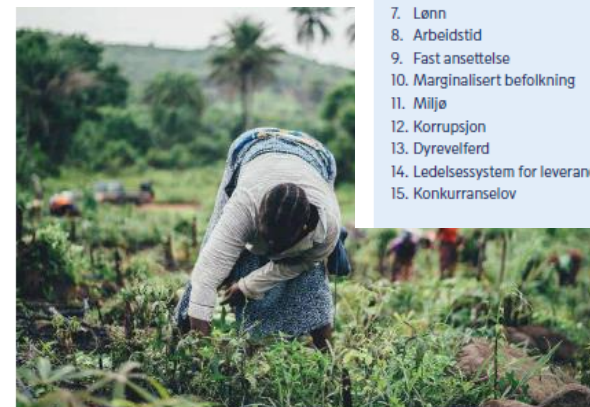 7. Lønn
8. Arbeidstid
9. Fast ansettelse
10. Marginalisert befolkning
11. Miljø
12. Korrupsjon
13. Dyrevelferd
14. Ledelsessystem for
15. Konkurranselov